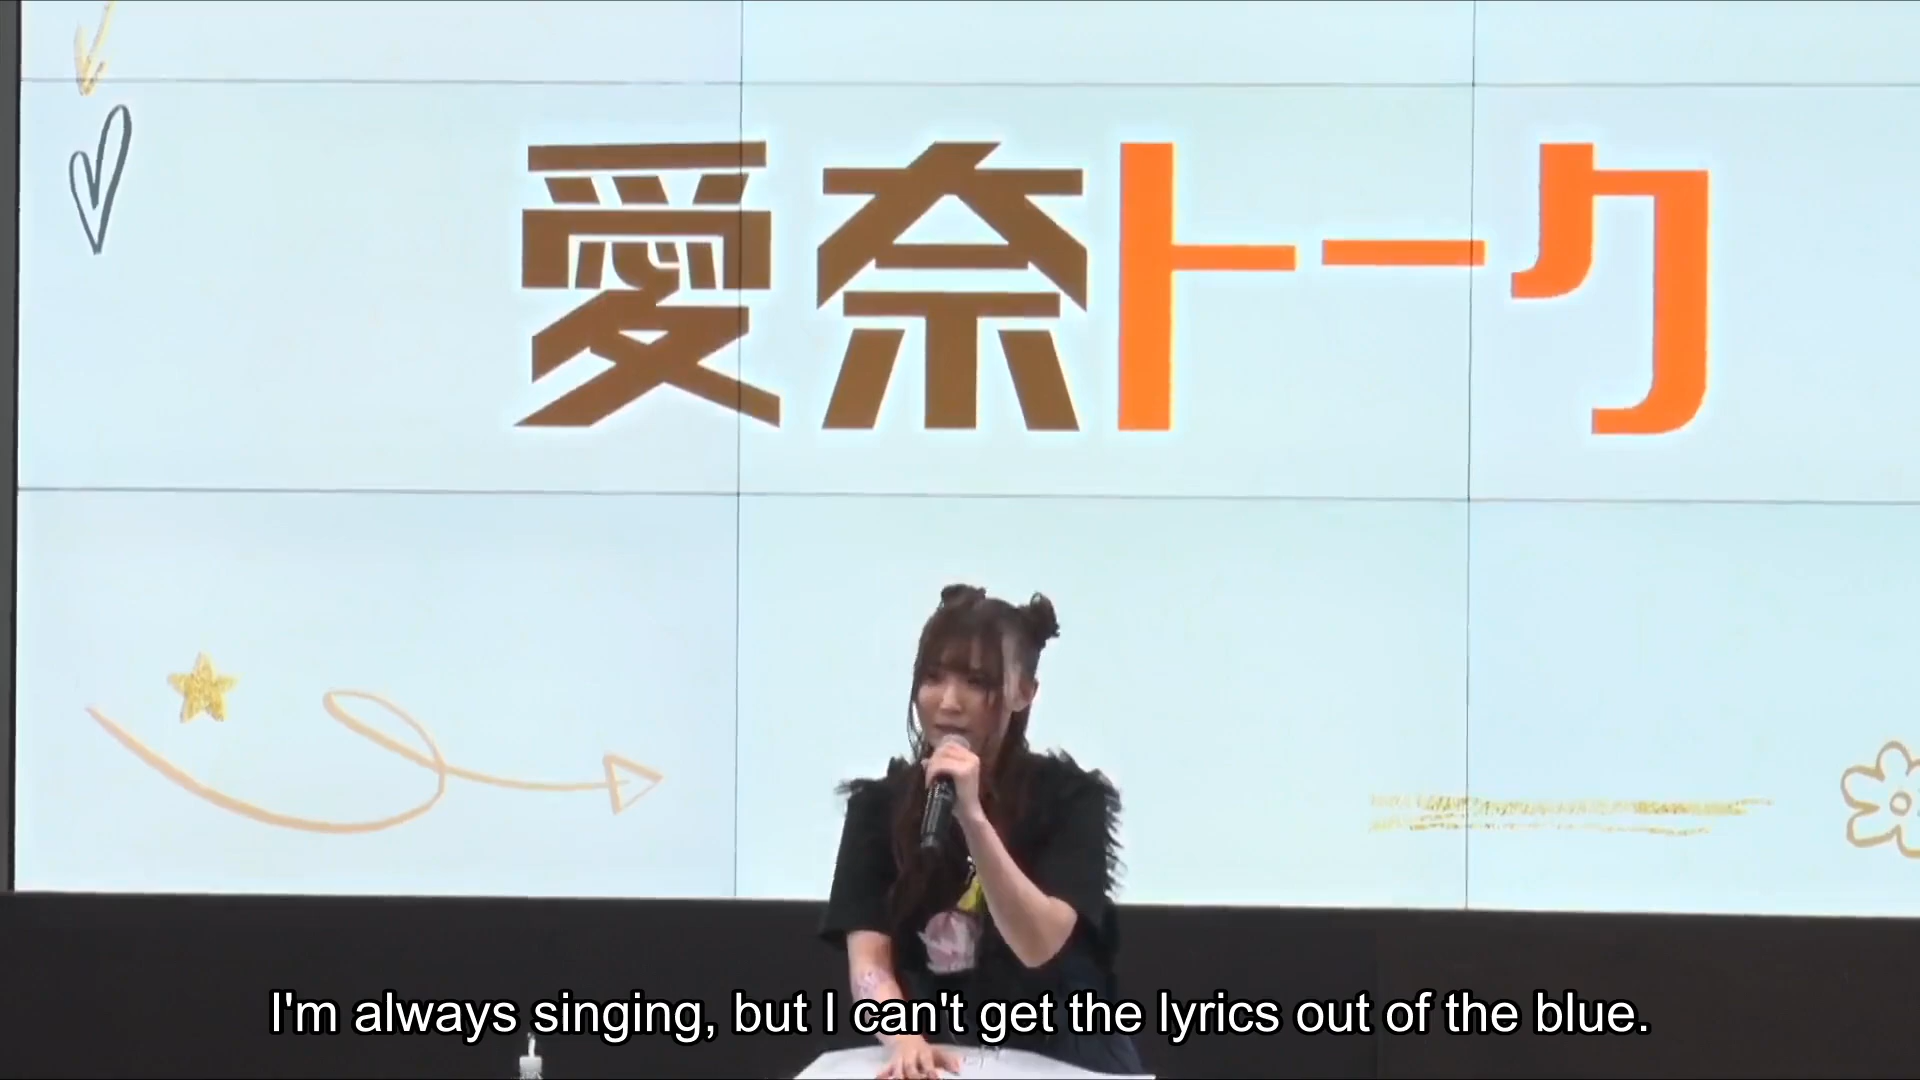 愛奈トーク
I'm always singing, but I can't get the lyrics out of the blue.